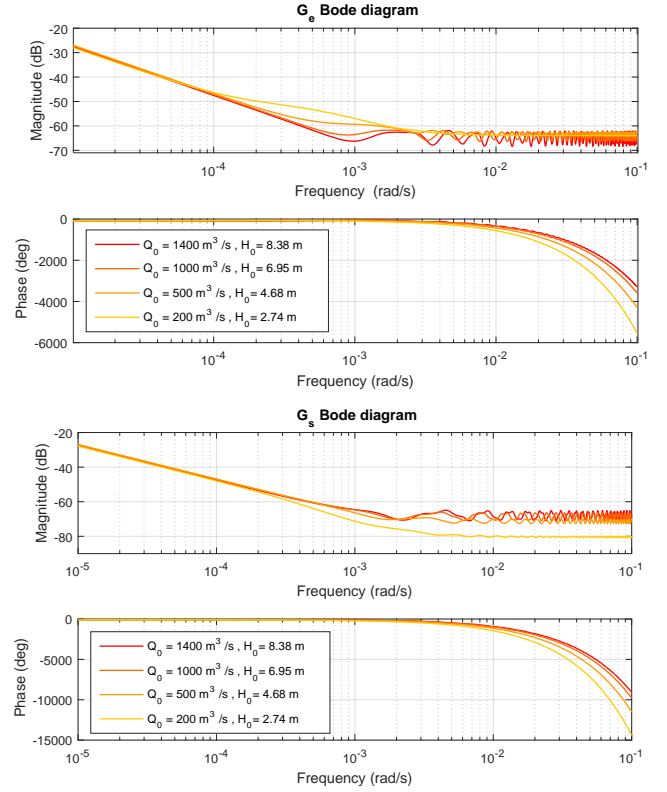 G_e Bode diagram
Magnitude (dB)
-20
-30
-40
-50
-60
-70
10^-4 10^-3 10^-2 10^-1
Frequency (rad/s)
Phase (deg)
0
-2000
-4000
-6000
Q_0 = 1400 m^3 /s , H_0= 8.38 m
Q_0 = 1000 m^3 /s , H_0= 6.95 m
Q_0 = 500 m^3 /s , H_0= 4.68 m
Q_0 = 200 m^3 /s , H_0= 2.74 m
10^-4 10^-3 10^-2 10^-1
Frequency (rad/s)
G_s Bode diagram
Magnitude (dB)
-20
-40
-60
-80
10^-5 10^-4 10^-3 10^-2 10^-1
Frequency (rad/s)
Phase (deg)
0
-5000
-10000
-15000
Q_0 = 1400 m^3 /s , H_0= 8.38 m
Q_0 = 1000 m^3 /s , H_0= 6.95 m
Q_0 = 500 m^3 /s , H_0= 4.68 m
Q_0 = 200 m^3 /s , H_0= 2.74 m
10^-5 10^-4 10^-3 10^-2 10^-1
Frequency (rad/s)